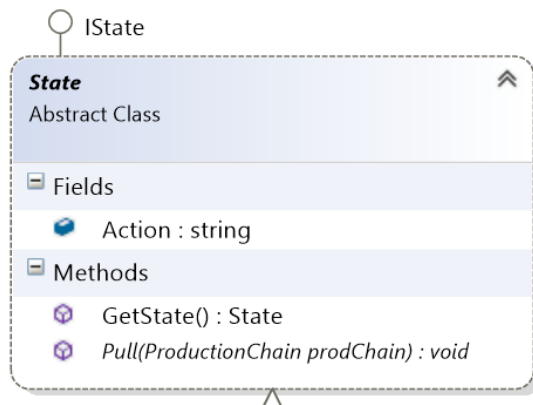 IState
State
Abstract Class
Fields
Action : string
Methods
GetState() : State
Pull(ProductionChain prodChain) : void